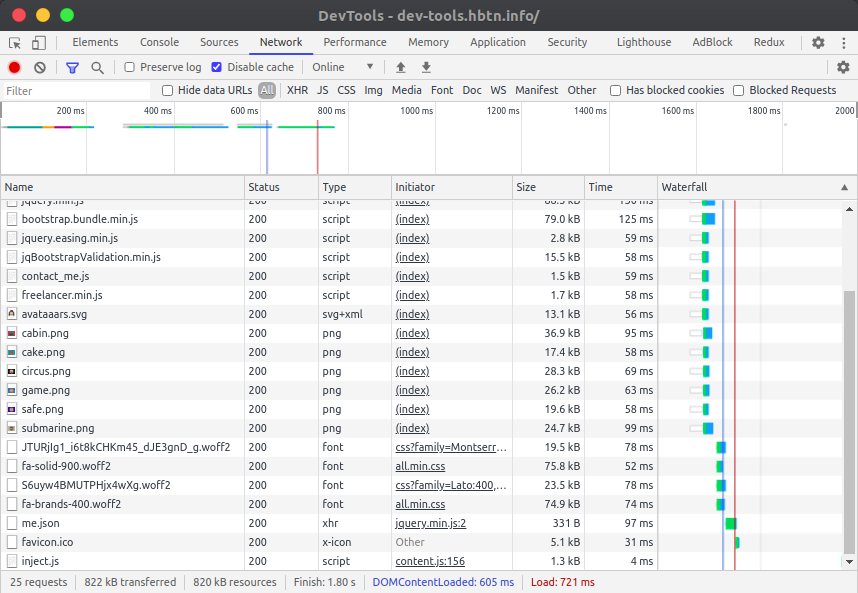 DevTools - dev-tools.hbtn.info/
Elements Console Sources Network Performance Memory Application Security Lighthouse AdBlock Redux
Preserve log Disable cache Online
Filter Hide data URLs All XHR JS CSS Img Media Font Doc WS Manifest Other Has blocked cookies Blocked Requests
200 ms 400 ms 600 ms 800 ms 1000 ms 1200 ms 1400 ms 1600 ms 1800 ms 2000
Name Status Type Initiator Size Time Waterfall
jquery.min.js 200 script (index) 88.5 kB 150 ms
bootstrap.bundle.min.js 200 script (index) 79.0 kB 125 ms
jquery.easing.min.js 200 script (index) 2.8 kB 59 ms
jqBootstrapValidation.min.js 200 script (index) 15.5 kB 58 ms
contact_me.js 200 script (index) 1.5 kB 59 ms
freelancer.min.js 200 script (index) 1.7 kB 58 ms
avataaars.svg 200 svg+xml (index) 13.1 kB 56 ms
cabin.png 200 png (index) 36.9 kB 95 ms
cake.png 200 png (index) 17.4 kB 58 ms
circus.png 200 png (index) 28.3 kB 69 ms
game.png 200 png (index) 26.2 kB 63 ms
safe.png 200 png (index) 19.6 kB 58 ms
submarine.png 200 png (index) 24.7 kB 99 ms
JTURjIg1_i6t8kCHKm45_dJE3gnD_g.woff2 200 font css?family=Montserr... 19.5 kB 78 ms
fa-solid-900.woff2 200 font all.min.css 75.8 kB 52 ms
S6uyw4BMUTPHjx4wXg.woff2 200 font css?family=Lato:400,... 23.5 kB 78 ms
fa-brands-400.woff2 200 font all.min.css 74.9 kB 74 ms
me.json 200 xhr jquery.min.js:2 331 B 97 ms
favicon.ico 200 x-icon Other 5.1 kB 31 ms
inject.js 200 script content.js:156 1.3 kB 4 ms
25 requests 822 kB transferred 820 kB resources Finish: 1.80 s DOMContentLoaded: 605 ms Load: 721 ms